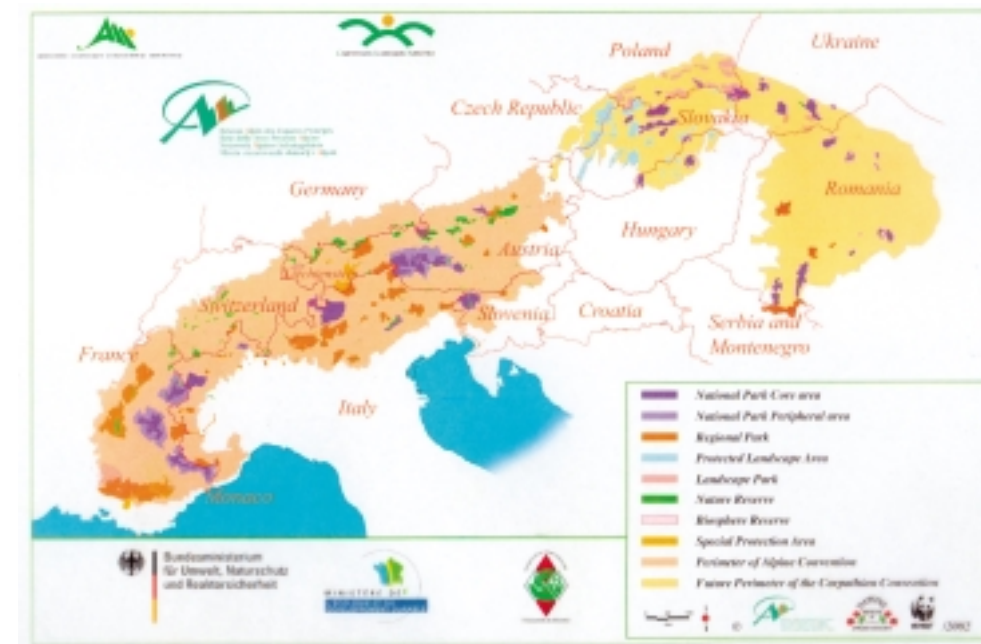 Poland
Ukraine
Czech Republic
Slovakia
Germany
Romania
Hungary
Austria
Switzerland
Slovenia
Croatia
Serbia and
Montenegro
France
Italy
Monaco
National Park Core area
National Park Peripheral area
Regional Park
Protected Landscape Area
Landscape Park
Nature Reserve
Biosphere Reserve
Special Protection Area
Perimeter of Alpine Convention
Future Perimeter of the Carpathian Convention
Bundesministerium
für Umwelt, Naturschutz
und Reaktorsicherheit
©
WWF
2002